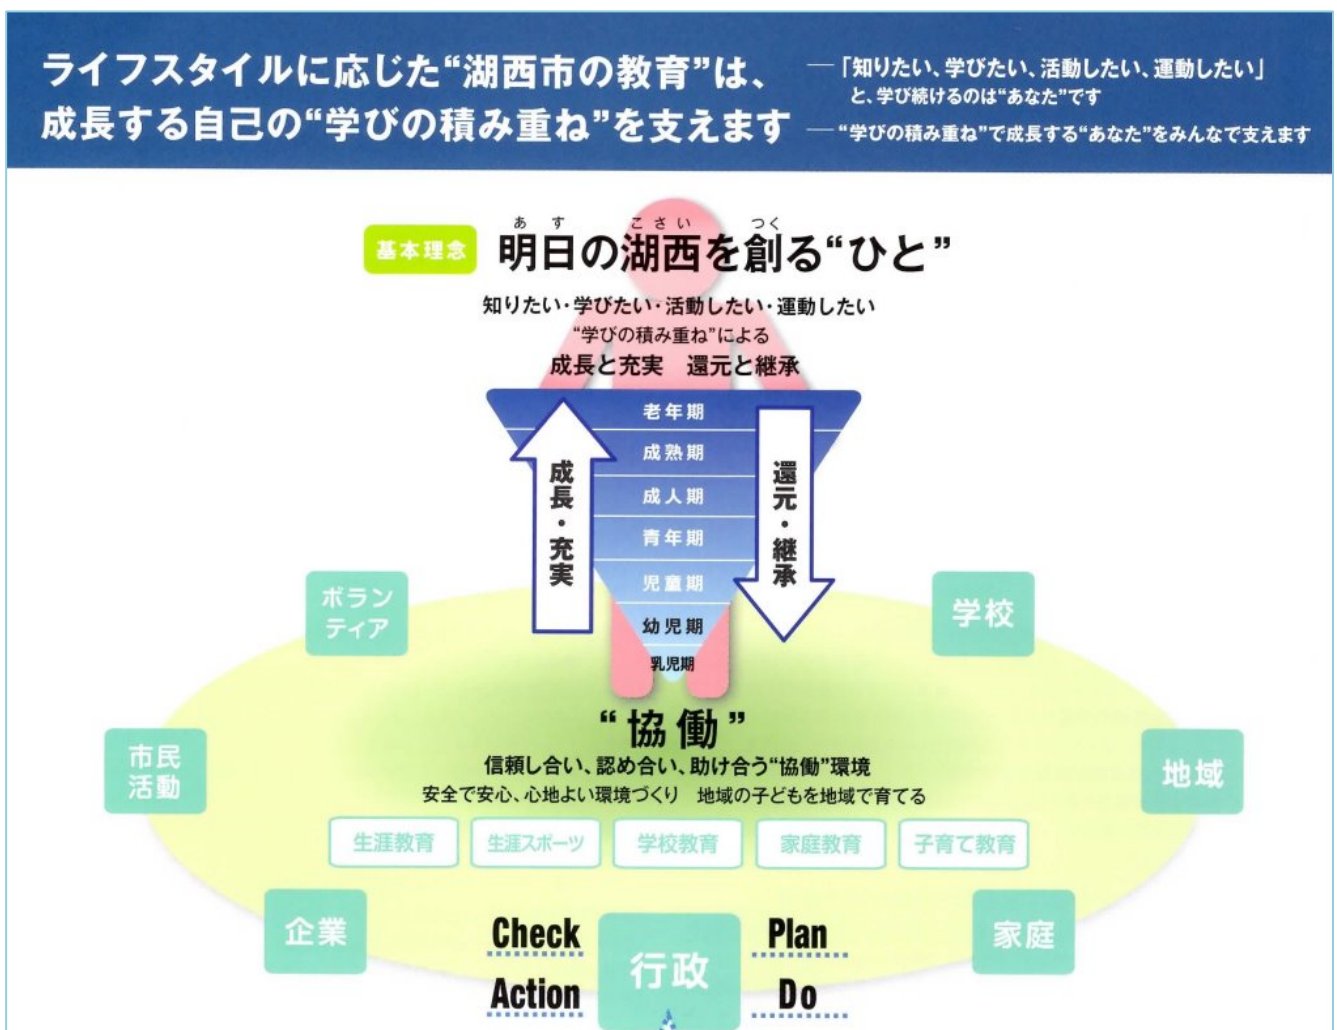 ライフスタイルに応じた“湖西市の教育”は、
成長する自己の“学びの積み重ね”を支えます
—「知りたい、学びたい、活動したい、運動したい」
と、学び続けるのは“あなた”です
—“学びの積み重ね”で成長する“あなた”をみんなで支えます
あす こさい つく
基本理念 明日の湖西を創る“ひと”
知りたい・学びたい・活動したい・運動したい
“学びの積み重ね”による
成長と充実 還元と継承
老年期
成熟期
成人期
青年期
児童期
幼児期
乳児期
成長・充実
還元・継承
ボラン
ティア
学校
市民
活動
地域
“協働”
信頼し合い、認め合い、助け合う“協働”環境
安全で安心、心地よい環境づくり 地域の子どもを地域で育てる
生涯教育 生涯スポーツ 学校教育 家庭教育 子育て教育
企業
家庭
行政
Check
Plan
Action
Do